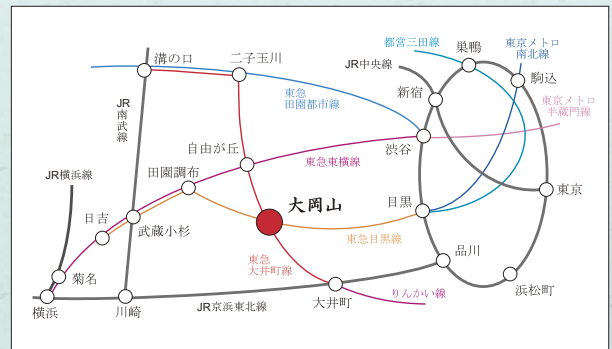 都営三田線
巣鴨
東京メトロ
南北線
溝の口
二子玉川
JR中央線
駒込
新宿
東急
田園都市線
東京メトロ
半蔵門線
JR
南
武
線
自由が丘
東急東横線
渋谷
JR横浜線
田園調布
大岡山
目黒
東京
日吉
武蔵小杉
東急目黒線
品川
東急
大井町線
菊名
浜松町
りんかい線
横浜
川崎
JR京浜東北線
大井町